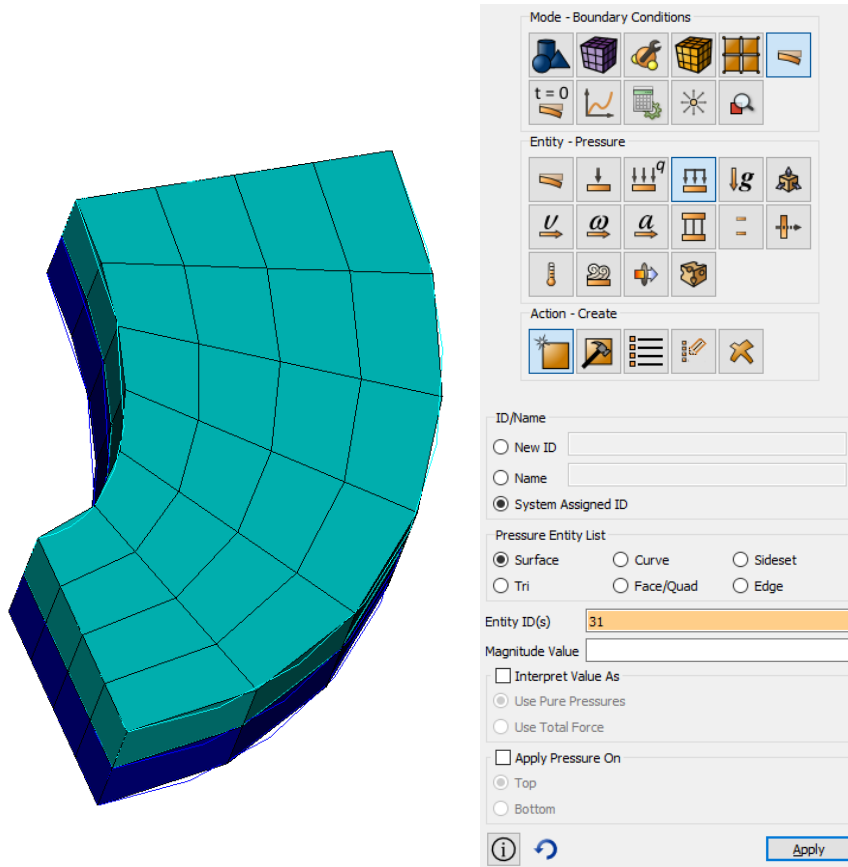 Mode - Boundary Conditions
t = 0
Entity - Pressure
q
g
υ ω a
Action - Create
ID/Name
New ID
Name
System Assigned ID
Pressure Entity List
Surface Curve Sideset
Tri Face/Quad Edge
Entity ID(s) 31
Magnitude Value
Interpret Value As
Use Pure Pressures
Use Total Force
Apply Pressure On
Top
Bottom
i Apply